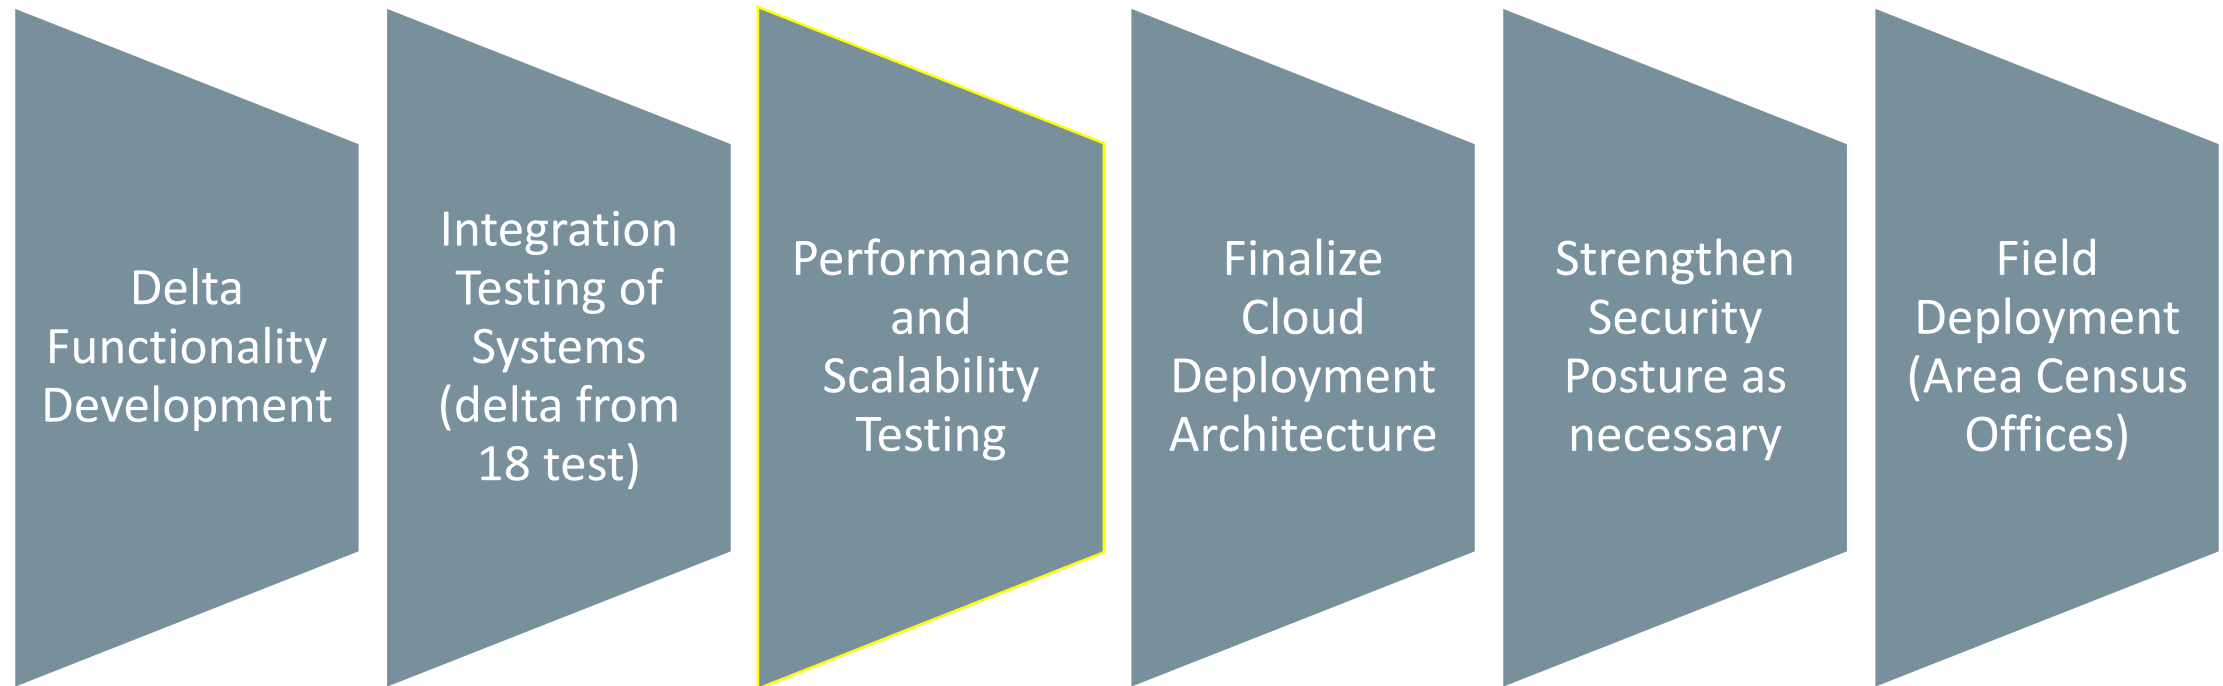 Delta
Functionality
Development
Integration
Testing of
Systems
(delta from
18 test)
Performance
and
Scalability
Testing
Finalize
Cloud
Deployment
Architecture
Strengthen
Security
Posture as
necessary
Field
Deployment
(Area Census
Offices)